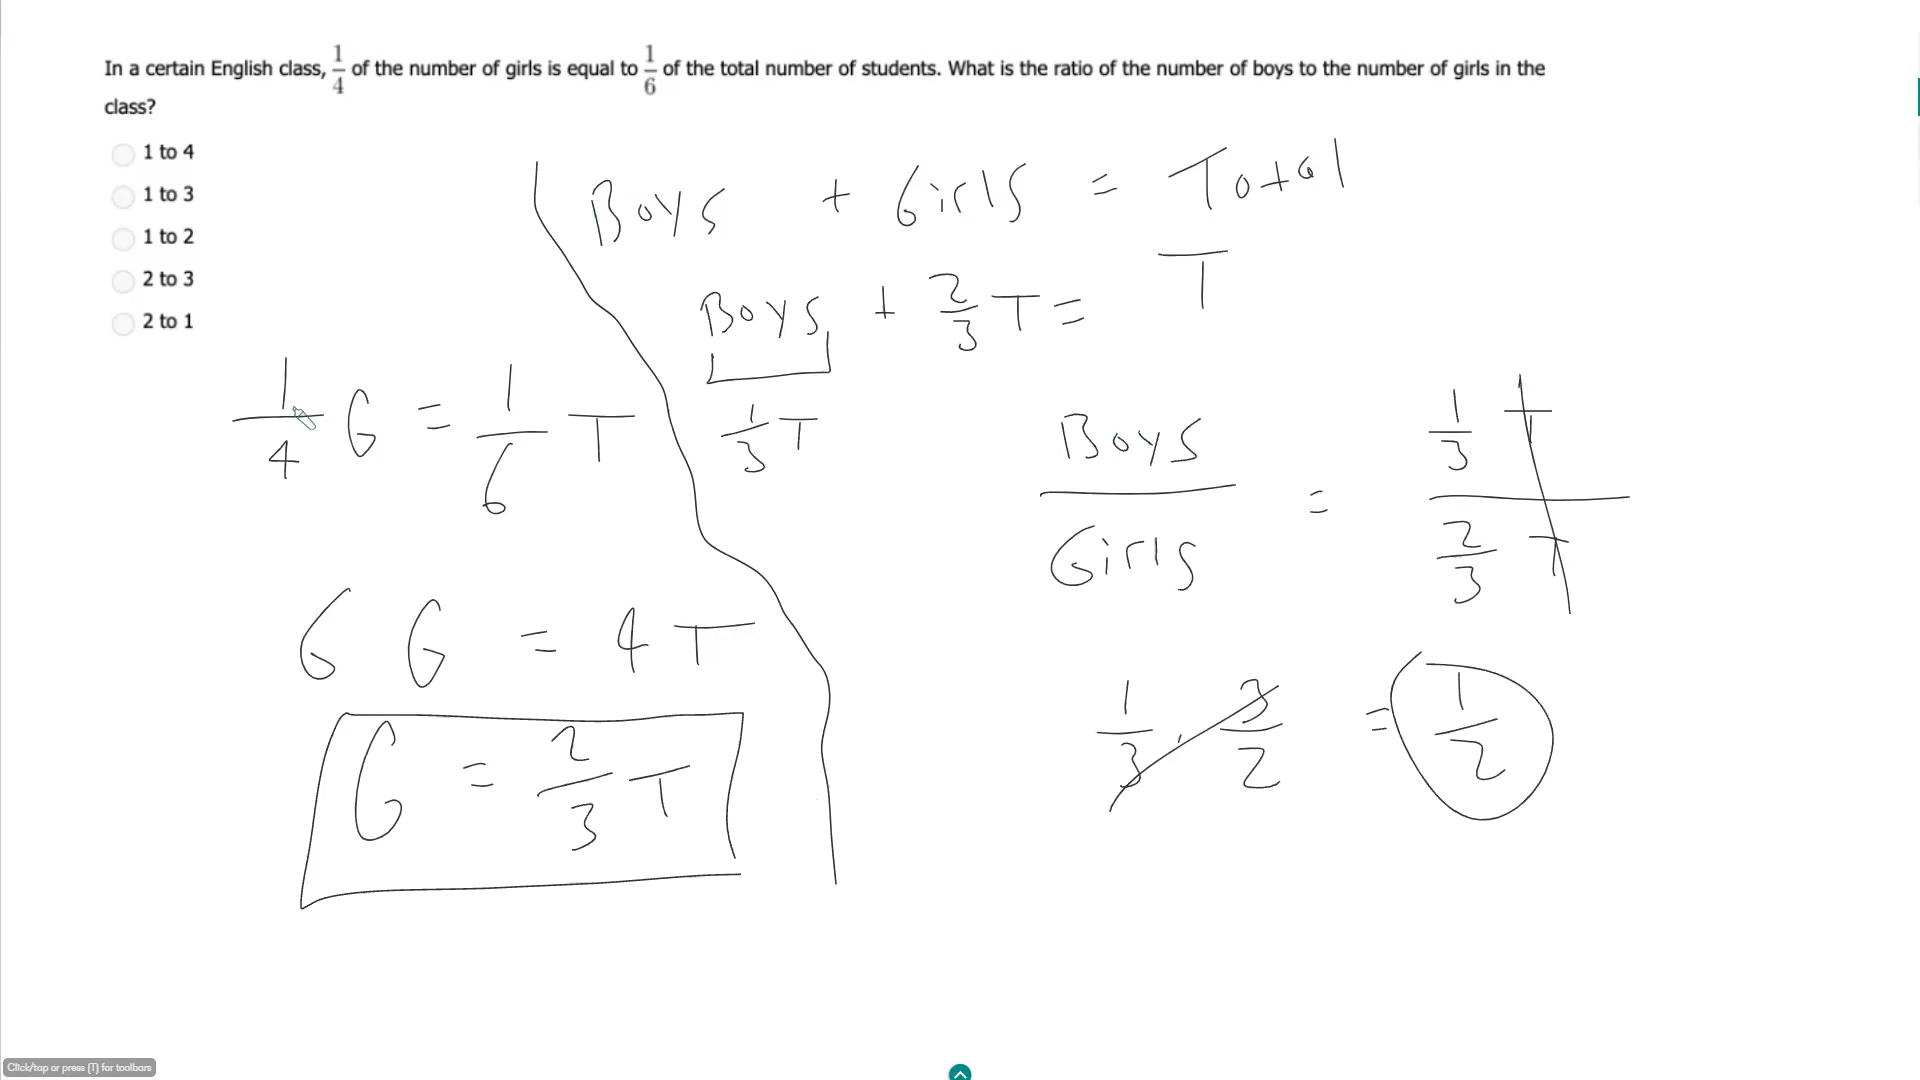 In a certain English class, 1/4 of the number of girls is equal to 1/6 of the total number of students. What is the ratio of the number of boys to the number of girls in the
class?
1 to 4
1 to 3
1 to 2
2 to 3
2 to 1
Boys + Girls = Total
Boys + 2/3 T = T
1/3 T
1/4 G = 1/6 T
6 G = 4 T
G = 2/3 T
Boys/Girls = 1/3 T / 2/3 T
1/3 · 3/2 = 1/2
Click/tap or press [T] for toolbars